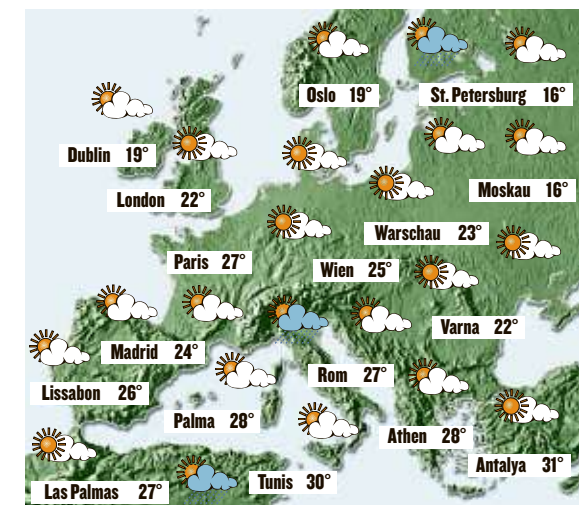 Oslo 19°
St. Petersburg 16°
Dublin 19°
Moskau 16°
London 22°
Warschau 23°
Paris 27°
Wien 25°
Varna 22°
Madrid 24°
Rom 27°
Lissabon 26°
Palma 28°
Athen 28°
Antalya 31°
Tunis 30°
Las Palmas 27°